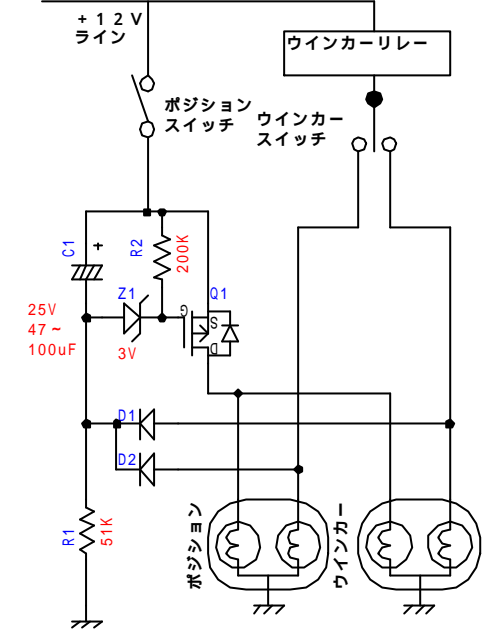 +12V
ライン
ウインカーリレー
ポジション
スイッチ
ウインカー
スイッチ
C1
+
R2
200K
Z1
Q1
G
S
D
25V
47~
100uF
3V
D1
D2
R1
51K
ポジション
ウインカー